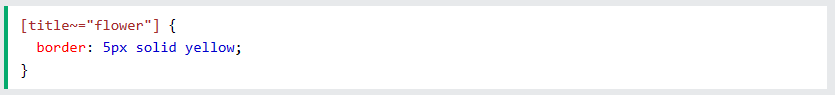 [title~="flower"] {
  border: 5px solid yellow;
}